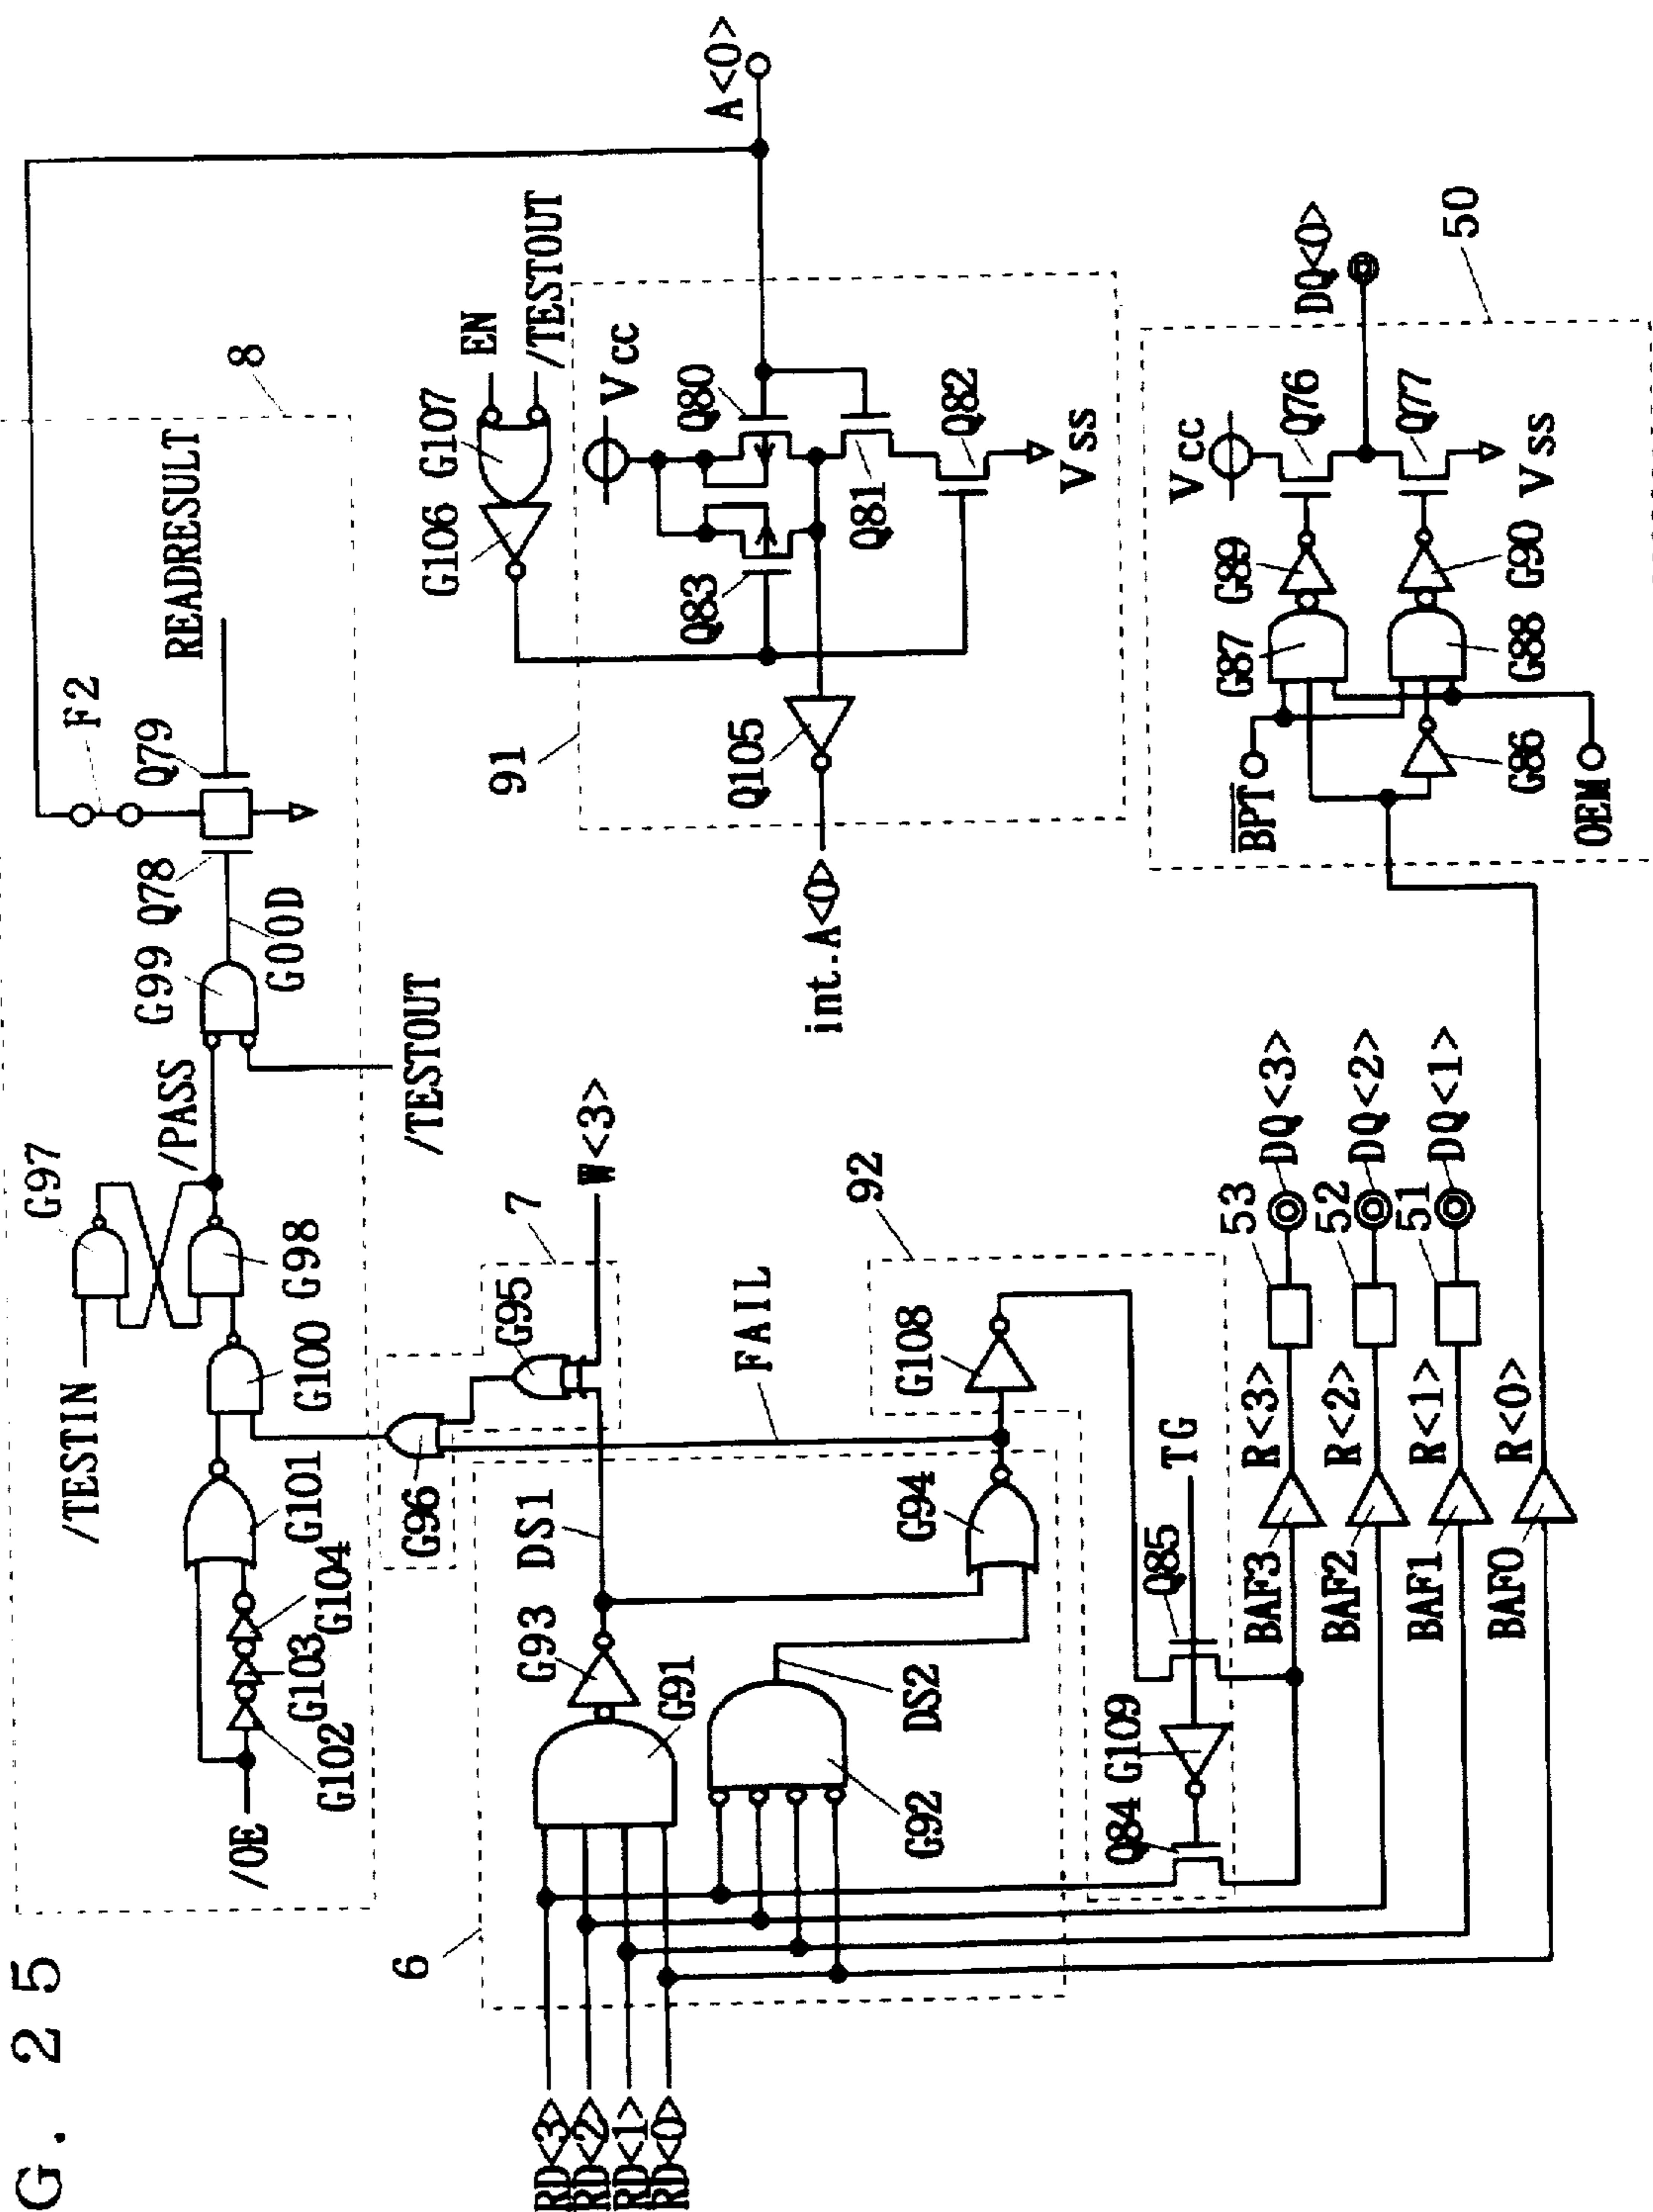 G. 25
/OE
G102
G103
G104
G101
/TESTIN
G100
G98
G97
/PASS
G99
Q78
GOOD
Q79
F2
READRESULT
8
/TESTOUT
A<0>
EN
/TESTOUT
G107
G106
Vcc
Q80
Q83
Q81
Q82
Vss
Q105
91
int.A<0>
RD<3>
RD<2>
RD<1>
RD<0>
6
G93
G91
G92
DS1
DS2
G94
G96
G95
7
W<3>
FAIL
92
G108
TG
Q85
G109
Q84
BAF3
BAF2
BAF1
BAF0
R<3>
R<2>
R<1>
R<0>
53
52
51
DQ<3>
DQ<2>
DQ<1>
BPT
OEM
G86
G87
G88
G89
G90
Vcc
Q76
Q77
Vss
DQ<0>
50